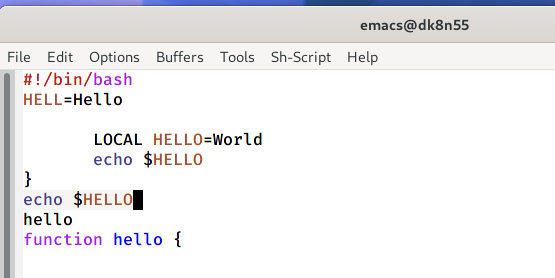 emacs@dk8n55
File Edit Options Buffers Tools Sh-Script Help
#!/bin/bash
HELL=Hello
LOCAL HELLO=World
echo $HELLO
}
echo $HELLO
hello
function hello {